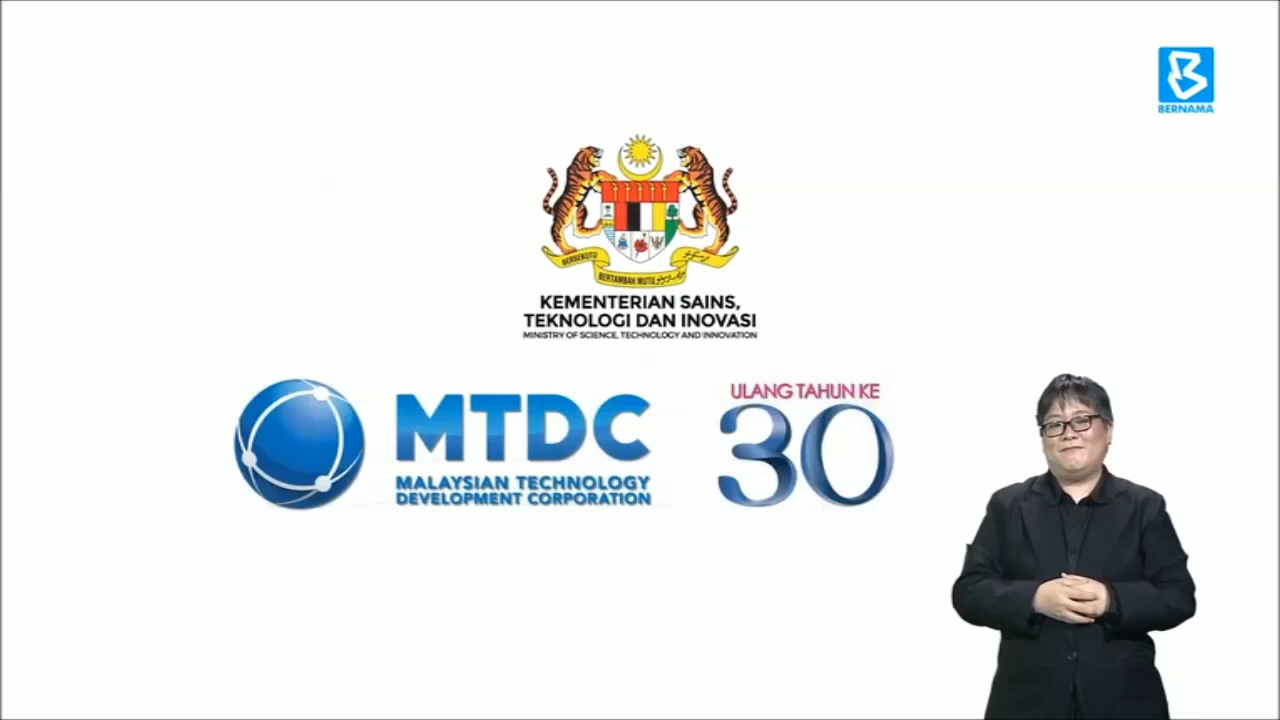 BERNAMA
BERSEKUTU
BERTAMBAH MUTU
KEMENTERIAN SAINS,
TEKNOLOGI DAN INOVASI
MINISTRY OF SCIENCE, TECHNOLOGY AND INNOVATION
MTDC
MALAYSIAN TECHNOLOGY
DEVELOPMENT CORPORATION
ULANG TAHUN KE
30